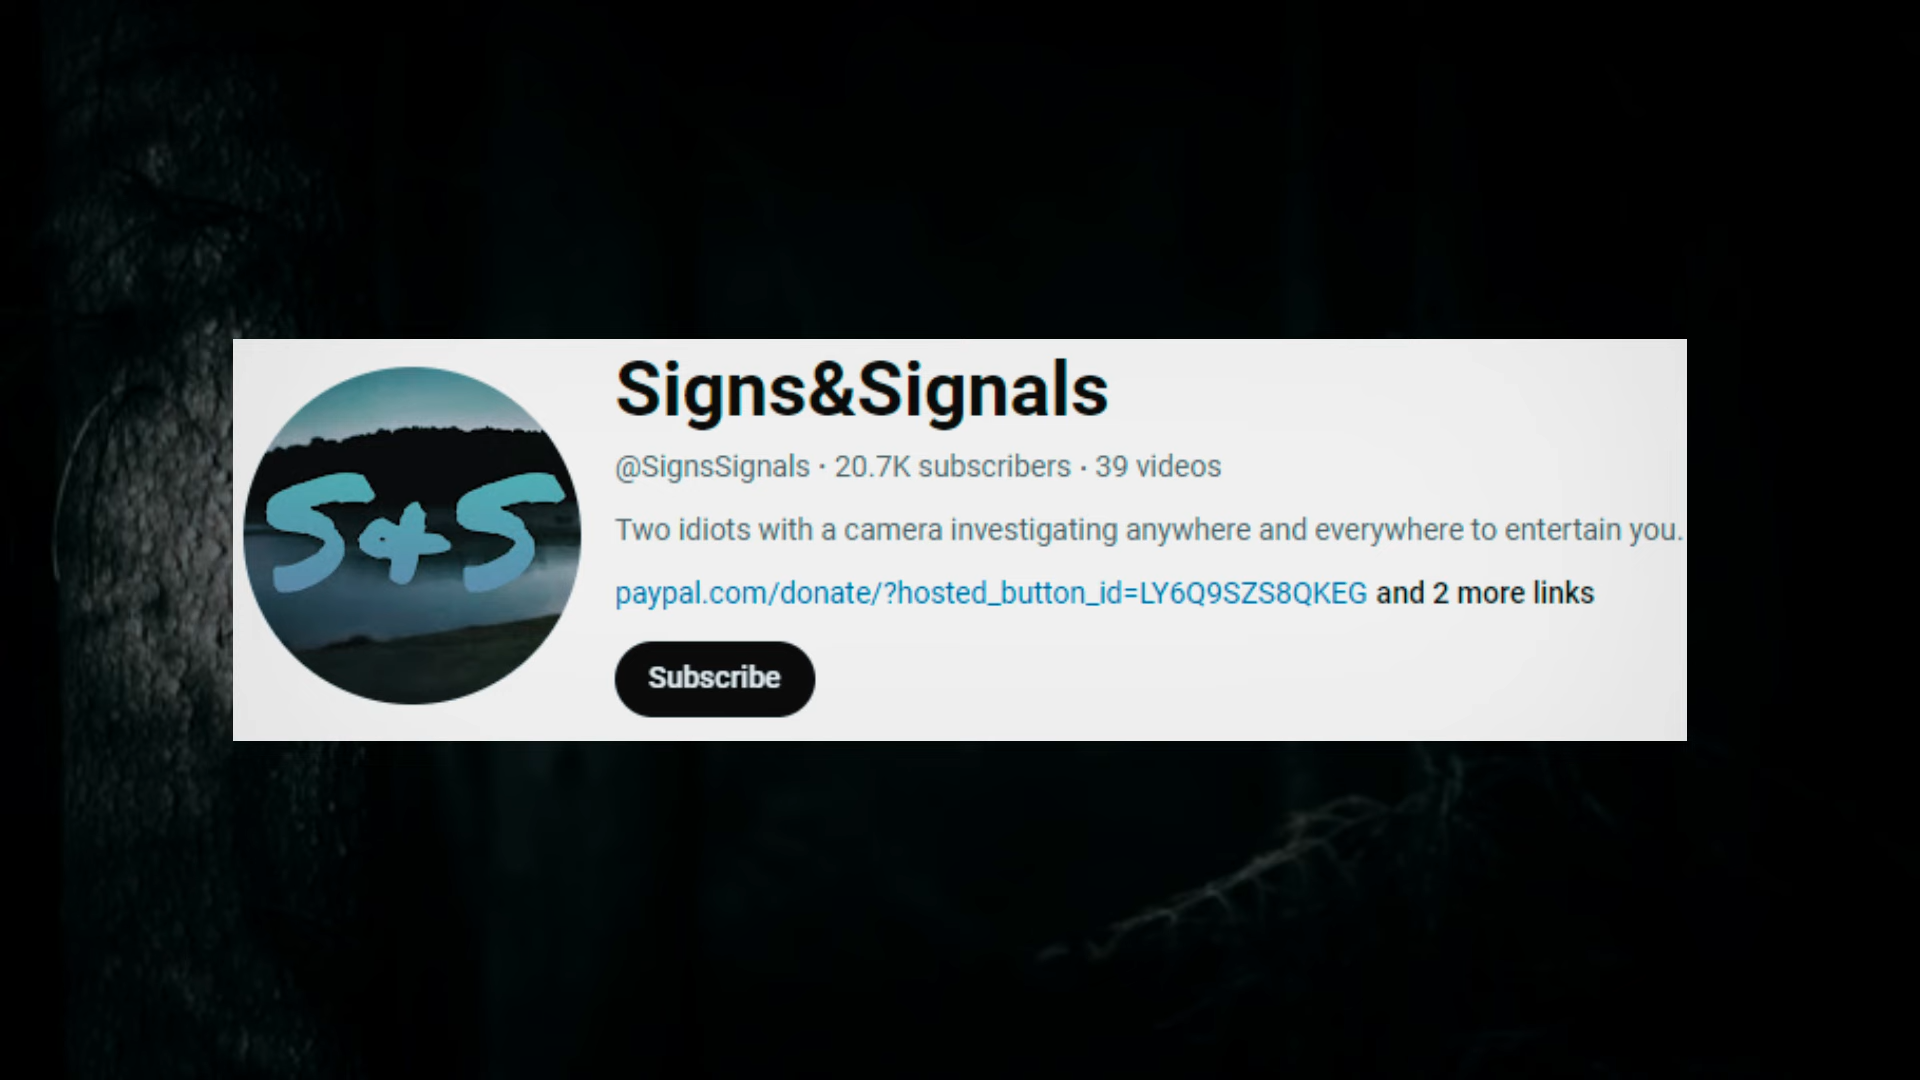 S&S
Signs&Signals
@SignsSignals · 20.7K subscribers · 39 videos
Two idiots with a camera investigating anywhere and everywhere to entertain you.
paypal.com/donate/?hosted_button_id=LY6Q9SZS8QKEG and 2 more links
Subscribe